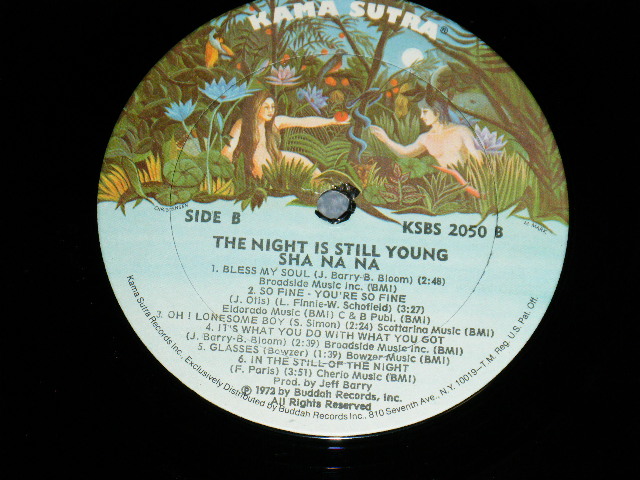 KAMA SUTRA®
CHRISTENSEN
M. MARK
SIDE B
KSBS 2050 B
THE NIGHT IS STILL YOUNG
SHA NA NA
1. BLESS MY SOUL (J. Barry-B. Bloom) (2:48)
Broadside Music Inc. (BMI)
2. SO FINE - YOU'RE SO FINE
(J. Otis) (L. Finnie-W. Schofield) (3:27)
Eldorado Music (BMI) C & B Publ. (BMI)
3. OH! LONESOME BOY (S. Simon) (2:24) Scottarina Music (BMI)
4. IT'S WHAT YOU DO WITH WHAT YOU GOT
(J. Barry-B. Bloom) (2:39) Broadside Music Inc. (BMI)
5. GLASSES (Bowzer) (1:39) Bowzer Music (BMI)
6. IN THE STILL OF THE NIGHT
(F. Paris) (3:51) Cherio Music (BMI)
Prod. by Jeff Barry
℗ 1972 by Buddah Records, Inc.
All Rights Reserved
Kama Sutra Records Inc., Exclusively Distributed by Buddah Records Inc., 810 Seventh Ave., N.Y. 10019—T.M. Reg. U.S. Pat. Off.